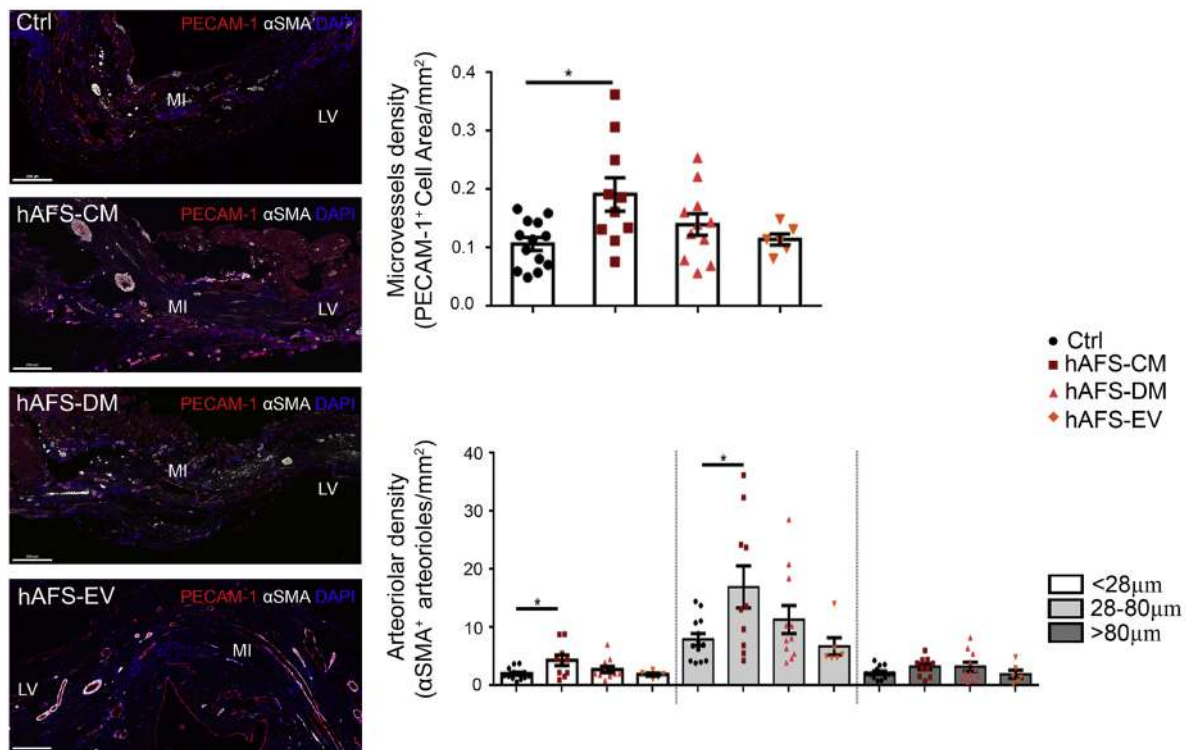 Ctrl
PECAM-1 αSMA DAPI
MI
LV
hAFS-CM
PECAM-1 αSMA DAPI
MI
LV
hAFS-DM
PECAM-1 αSMA DAPI
MI
LV
hAFS-EV
PECAM-1 αSMA DAPI
MI
LV
Microvessels density
(PECAM-1⁺ Cell Area/mm²)
0.4
0.3
0.2
0.1
0.0
*
Ctrl
hAFS-CM
hAFS-DM
hAFS-EV
Arteoriolar density
(αSMA⁺ arteorioles/mm²)
40
30
20
10
0
*
*
<28μm
28-80μm
>80μm